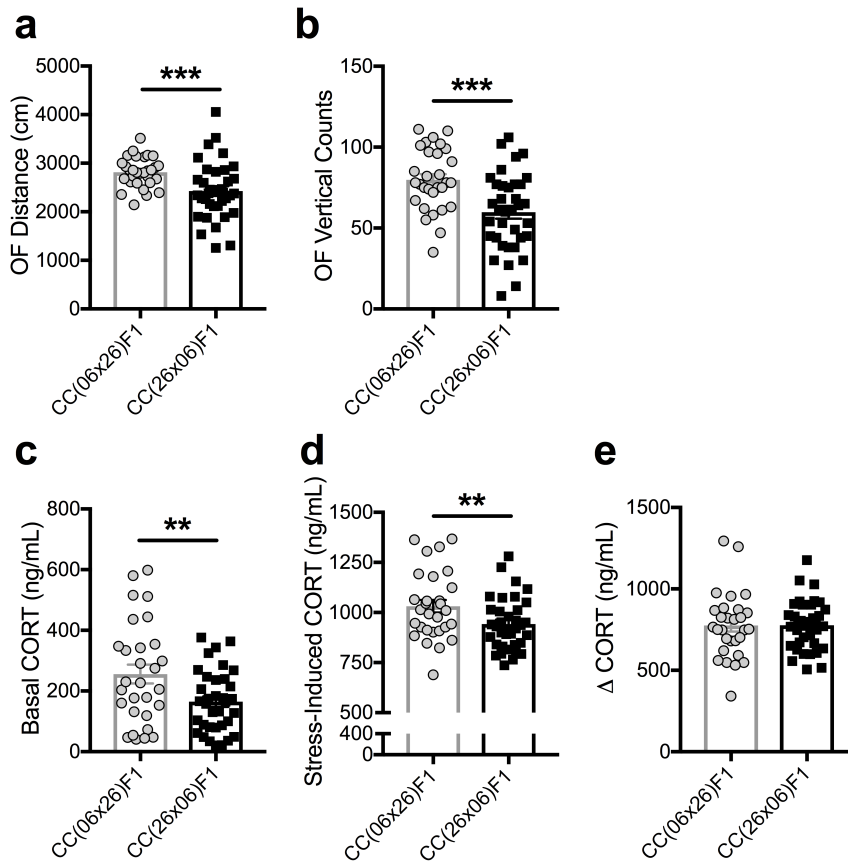 a
OF Distance (cm)
5000
4000
3000
2000
1000
0
***
CC(06x26)F1
CC(26x06)F1
b
OF Vertical Counts
150
100
50
0
***
CC(06x26)F1
CC(26x06)F1
c
Basal CORT (ng/mL)
800
600
400
200
0
**
CC(06x26)F1
CC(26x06)F1
d
Stress-Induced CORT (ng/mL)
1500
1250
1000
750
500
400
0
**
CC(06x26)F1
CC(26x06)F1
e
Δ CORT (ng/mL)
1500
1000
500
0
CC(06x26)F1
CC(26x06)F1